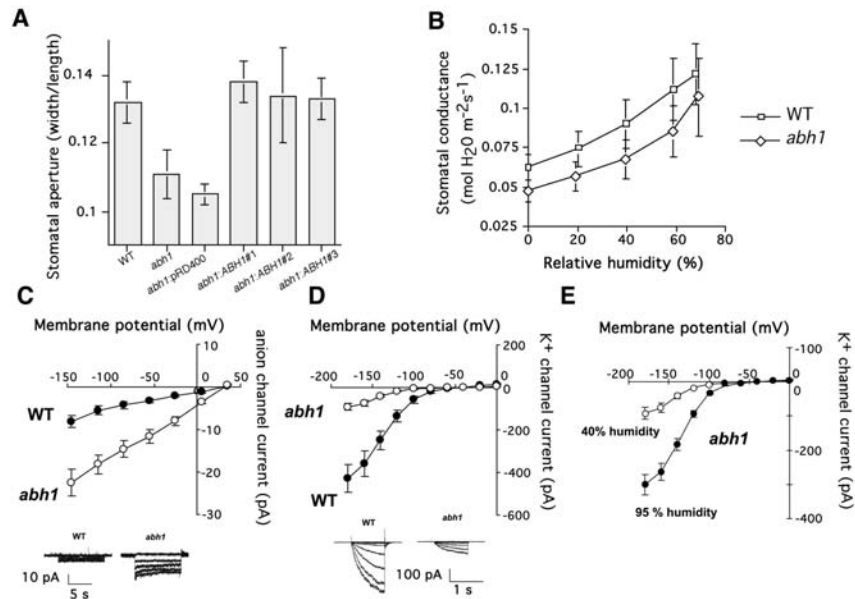 A
Stomatal aperture (width/length)
0.14
0.12
0.1
WT
abh1
abh1:pRD400
abh1:ABH1#1
abh1:ABH1#2
abh1:ABH1#3
B
Stomatal conductance
(mol H20 m-2s-1)
0.15
0.125
0.1
0.075
0.05
0.025
0 20 40 60 80
Relative humidity (%)
WT
abh1
C
Membrane potential (mV)
-150 -100 -50 0 50
10
-10
-20
-30
anion channel current (pA)
WT
abh1
WT
abh1
10 pA
5 s
D
Membrane potential (mV)
-200 -150 -100 -50
200
0
-200
-400
-600
K+ channel current (pA)
abh1
WT
WT
abh1
100 pA
1 s
E
Membrane potential (mV)
-200 -150 -100 -50
-100
0
-100
-200
-300
-400
K+ channel current (pA)
40% humidity
abh1
95 % humidity